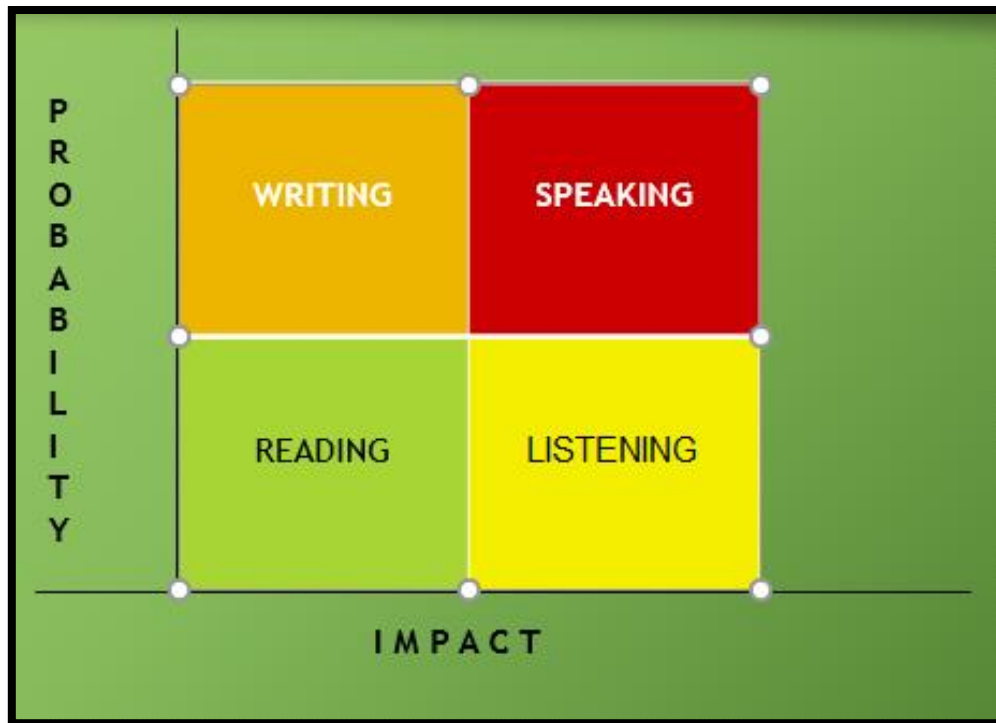 PROBABILITY
WRITING
SPEAKING
READING
LISTENING
IMPACT